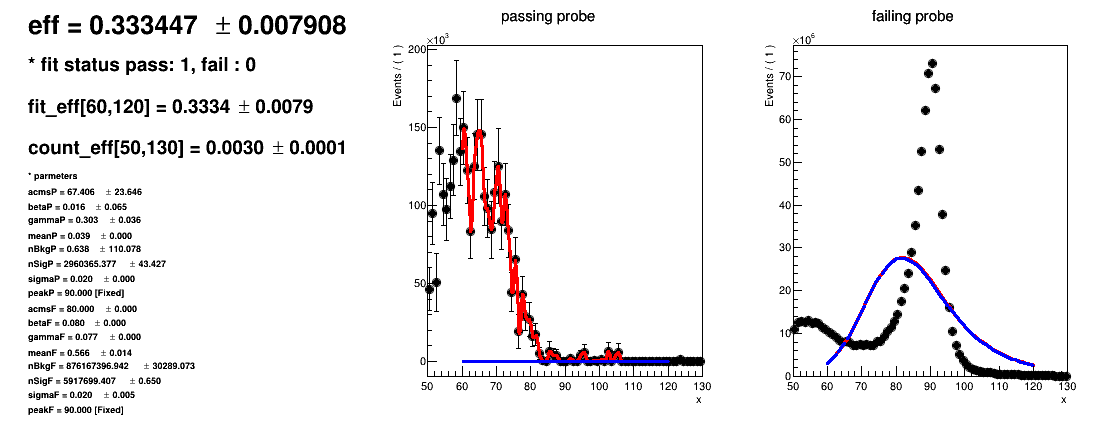 eff = 0.333447 ± 0.007908
* fit status pass: 1, fail : 0
fit_eff[60,120] = 0.3334 ± 0.0079
count_eff[50,130] = 0.0030 ± 0.0001
* parmeters
acmsP = 67.406 ± 23.646
betaP = 0.016 ± 0.065
gammaP = 0.303 ± 0.036
meanP = 0.039 ± 0.000
nBkgP = 0.638 ± 110.078
nSigP = 2960365.377 ± 43.427
sigmaP = 0.020 ± 0.000
peakP = 90.000 [Fixed]
acmsF = 80.000 ± 0.000
betaF = 0.080 ± 0.000
gammaF = 0.077 ± 0.000
meanF = 0.566 ± 0.014
nBkgF = 876167396.942 ± 30289.073
nSigF = 5917699.407 ± 0.650
sigmaF = 0.020 ± 0.005
peakF = 90.000 [Fixed]
passing probe
×10³
Events / ( 1 )
200
150
100
50
0
50 60 70 80 90 100 110 120 130
x
failing probe
×10⁶
Events / ( 1 )
70
60
50
40
30
20
10
0
50 60 70 80 90 100 110 120 130
x